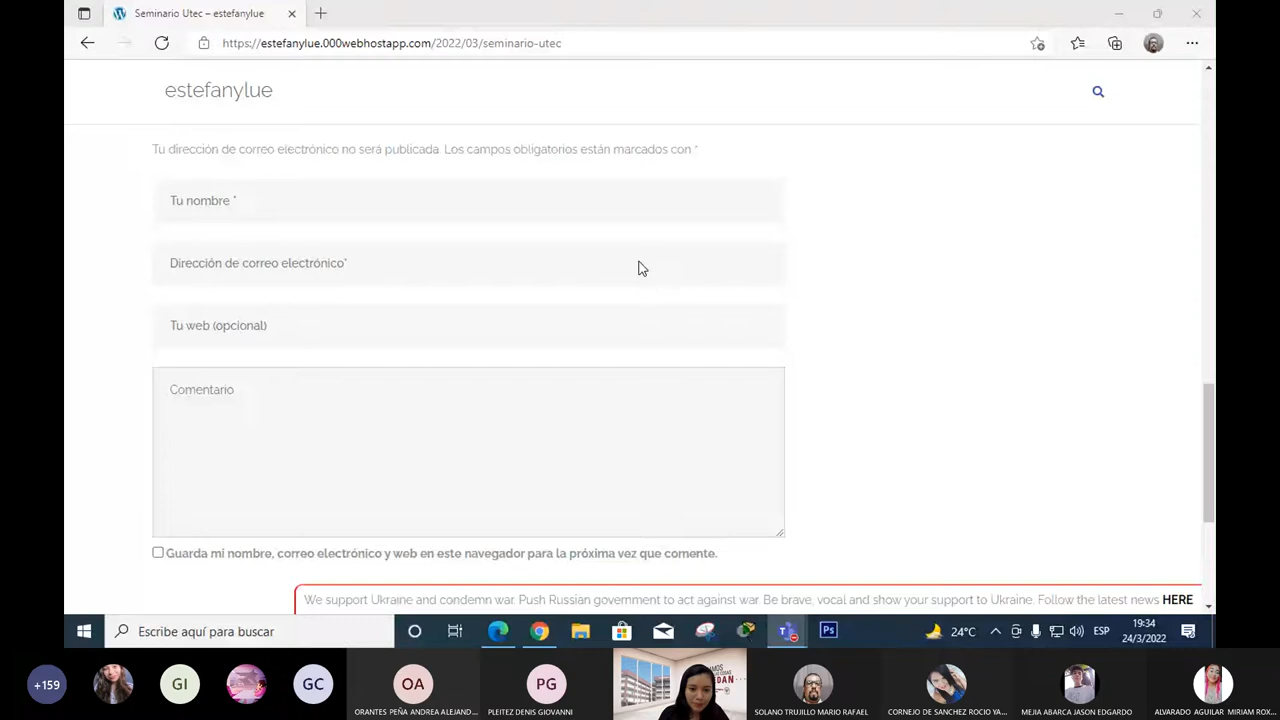 Seminario Utec – estefanylue
https://estefanylue.000webhostapp.com/2022/03/seminario-utec
estefanylue
Tu dirección de correo electrónico no será publicada. Los campos obligatorios están marcados con *
Tu nombre *
Dirección de correo electrónico*
Tu web (opcional)
Comentario
Guarda mi nombre, correo electrónico y web en este navegador para la próxima vez que comente.
We support Ukraine and condemn war. Push Russian government to act against war. Be brave, vocal and show your support to Ukraine. Follow the latest news HERE
Escribe aquí para buscar
Ps
24°C
ESP
19:34
24/3/2022
+159
GI
GC
OA
PG
ORANTES PEÑA ANDREA ALEJAND...
PLEITEZ DENIS GIOVANNI
SOLANO TRUJILLO MARIO RAFAEL
CORNEJO DE SANCHEZ ROCIO YA...
MEJIA ABARCA JASON EDGARDO
ALVARADO AGUILAR MIRIAM ROX...